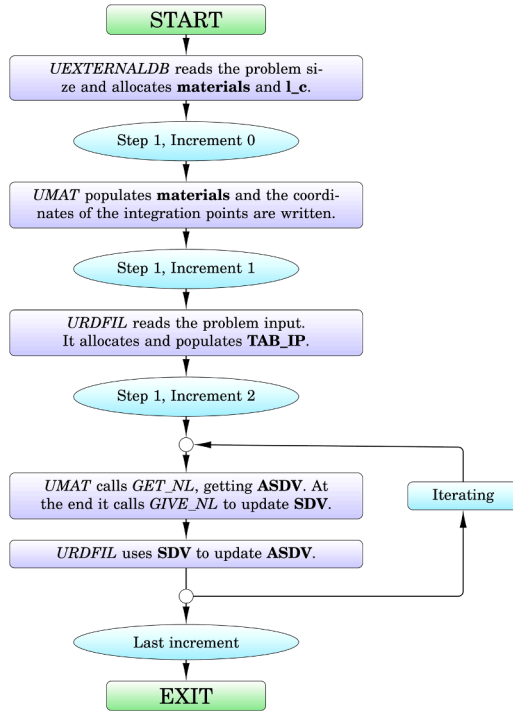 START
UEXTERNALDB reads the problem si-
ze and allocates materials and l_c.
Step 1, Increment 0
UMAT populates materials and the coordi-
nates of the integration points are written.
Step 1, Increment 1
URDFIL reads the problem input.
It allocates and populates TAB_IP.
Step 1, Increment 2
UMAT calls GET_NL, getting ASDV. At
the end it calls GIVE_NL to update SDV.
Iterating
URDFIL uses SDV to update ASDV.
Last increment
EXIT